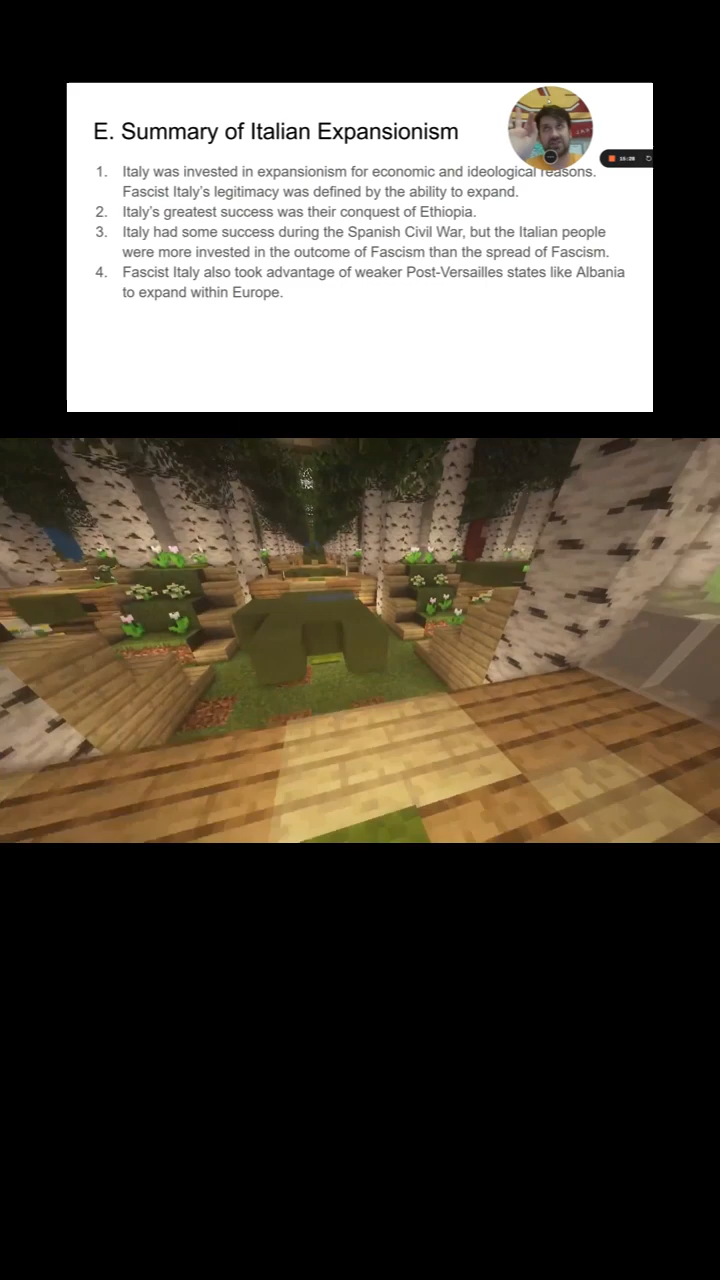 E. Summary of Italian Expansionism
1. Italy was invested in expansionism for economic and ideological reasons.
Fascist Italy's legitimacy was defined by the ability to expand.
2. Italy's greatest success was their conquest of Ethiopia.
3. Italy had some success during the Spanish Civil War, but the Italian people
were more invested in the outcome of Fascism than the spread of Fascism.
4. Fascist Italy also took advantage of weaker Post-Versailles states like Albania
to expand within Europe.